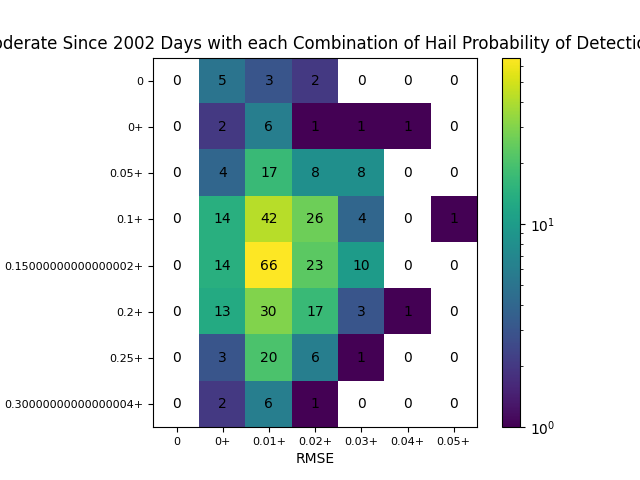 oderate Since 2002 Days with each Combination of Hail Probability of Detectio
0 0 5 3 2 0 0 0
0+ 0 2 6 1 1 1 0
0.05+ 0 4 17 8 8 0 0
0.1+ 0 14 42 26 4 0 1
0.15000000000000002+ 0 14 66 23 10 0 0
0.2+ 0 13 30 17 3 1 0
0.25+ 0 3 20 6 1 0 0
0.30000000000000004+ 0 2 6 1 0 0 0
0 0+ 0.01+ 0.02+ 0.03+ 0.04+ 0.05+
RMSE
10¹
10⁰